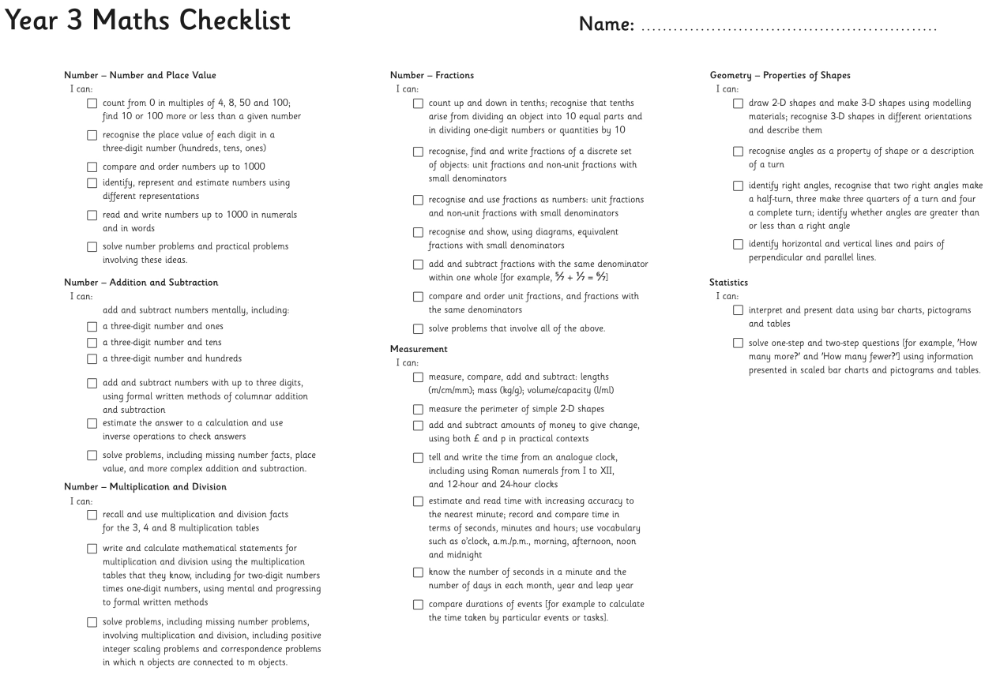 Year 3 Maths Checklist
Name: ......................................................
Number – Number and Place Value
I can:
count from 0 in multiples of 4, 8, 50 and 100;
find 10 or 100 more or less than a given number
recognise the place value of each digit in a
three-digit number (hundreds, tens, ones)
compare and order numbers up to 1000
identify, represent and estimate numbers using
different representations
read and write numbers up to 1000 in numerals
and in words
solve number problems and practical problems
involving these ideas.
Number – Addition and Subtraction
I can:
add and subtract numbers mentally, including:
a three-digit number and ones
a three-digit number and tens
a three-digit number and hundreds
add and subtract numbers with up to three digits,
using formal written methods of columnar addition
and subtraction
estimate the answer to a calculation and use
inverse operations to check answers
solve problems, including missing number facts, place
value, and more complex addition and subtraction.
Number – Multiplication and Division
I can:
recall and use multiplication and division facts
for the 3, 4 and 8 multiplication tables
write and calculate mathematical statements for
multiplication and division using the multiplication
tables that they know, including for two-digit numbers
times one-digit numbers, using mental and progressing
to formal written methods
solve problems, including missing number problems,
involving multiplication and division, including positive
integer scaling problems and correspondence problems
in which n objects are connected to m objects.
Number – Fractions
I can:
count up and down in tenths; recognise that tenths
arise from dividing an object into 10 equal parts and
in dividing one-digit numbers or quantities by 10
recognise, find and write fractions of a discrete set
of objects: unit fractions and non-unit fractions with
small denominators
recognise and use fractions as numbers: unit fractions
and non-unit fractions with small denominators
recognise and show, using diagrams, equivalent
fractions with small denominators
add and subtract fractions with the same denominator
within one whole [for example, 5/7 + 1/7 = 6/7]
compare and order unit fractions, and fractions with
the same denominators
solve problems that involve all of the above.
Measurement
I can:
measure, compare, add and subtract: lengths
(m/cm/mm); mass (kg/g); volume/capacity (l/ml)
measure the perimeter of simple 2-D shapes
add and subtract amounts of money to give change,
using both £ and p in practical contexts
tell and write the time from an analogue clock,
including using Roman numerals from I to XII,
and 12-hour and 24-hour clocks
estimate and read time with increasing accuracy to
the nearest minute; record and compare time in
terms of seconds, minutes and hours; use vocabulary
such as o'clock, a.m./p.m., morning, afternoon, noon
and midnight
know the number of seconds in a minute and the
number of days in each month, year and leap year
compare durations of events [for example to calculate
the time taken by particular events or tasks].
Geometry – Properties of Shapes
I can:
draw 2-D shapes and make 3-D shapes using modelling
materials; recognise 3-D shapes in different orientations
and describe them
recognise angles as a property of shape or a description
of a turn
identify right angles, recognise that two right angles make
a half-turn, three make three quarters of a turn and four
a complete turn; identify whether angles are greater than
or less than a right angle
identify horizontal and vertical lines and pairs of
perpendicular and parallel lines.
Statistics
I can:
interpret and present data using bar charts, pictograms
and tables
solve one-step and two-step questions [for example, 'How
many more?' and 'How many fewer?'] using information
presented in scaled bar charts and pictograms and tables.